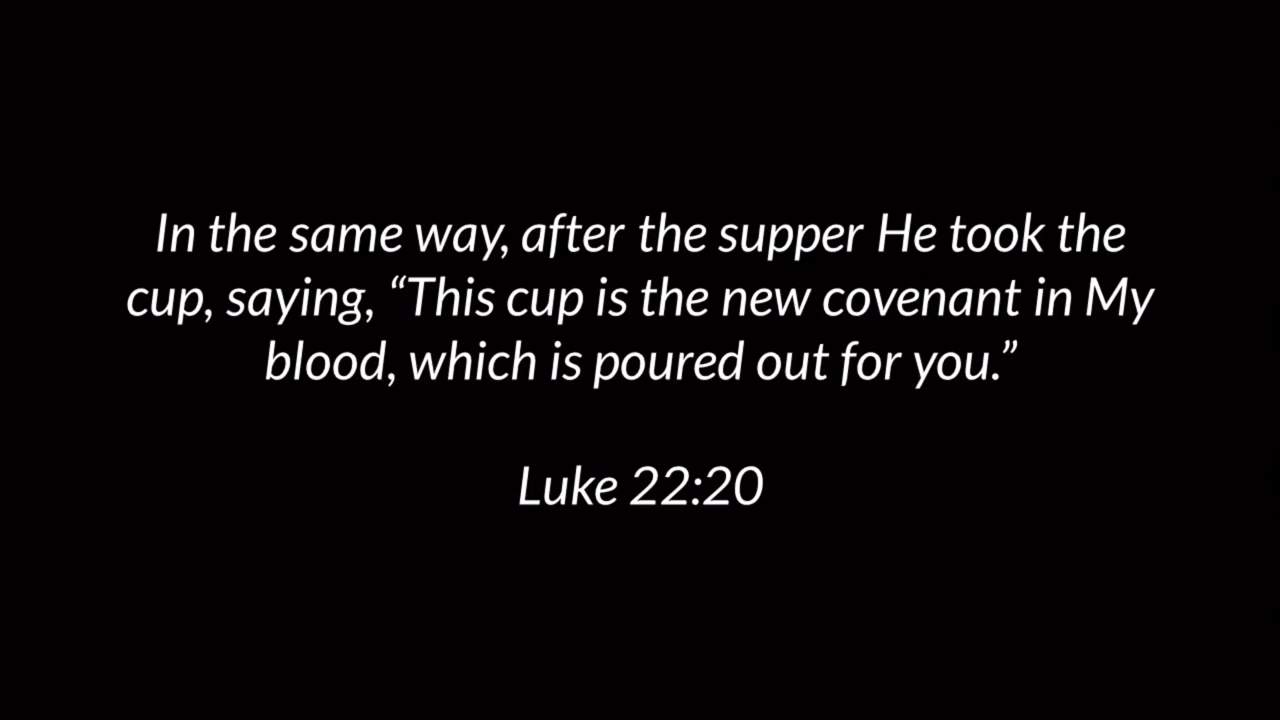 In the same way, after the supper He took the
cup, saying, “This cup is the new covenant in My
blood, which is poured out for you.”
Luke 22:20